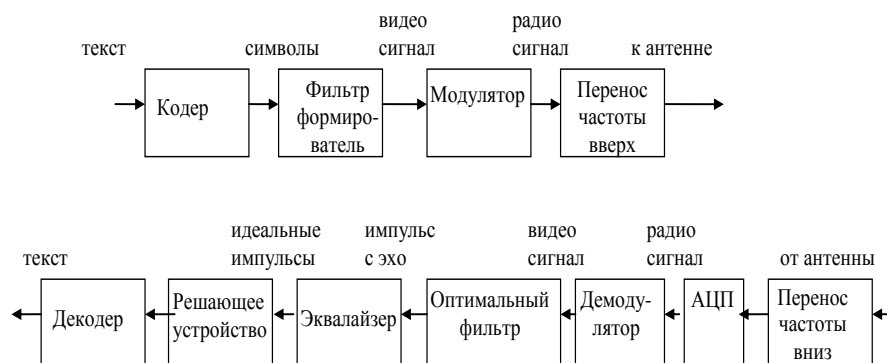 текст
символы
видео
сигнал
радио
сигнал
к антенне
Кодер
Фильтр
формиро-
ватель
Модулятор
Перенос
частоты
вверх
текст
идеальные
импульсы
импульс
с эхо
видео
сигнал
радио
сигнал
от антенны
Декодер
Решающее
устройство
Эквалайзер
Оптимальный
фильтр
Демоду-
лятор
АЦП
Перенос
частоты
вниз